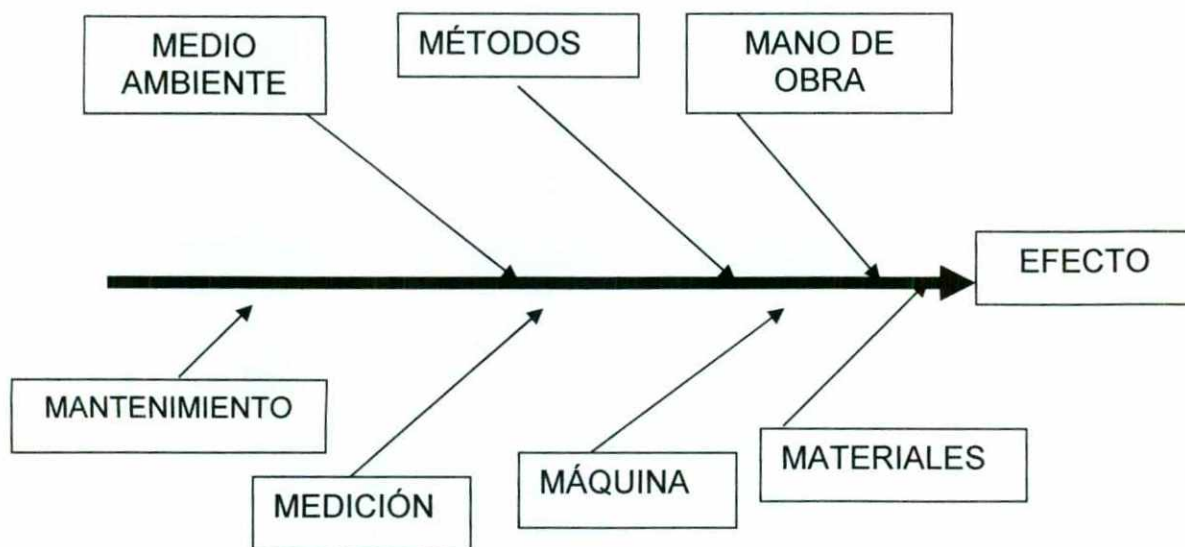 MEDIO
AMBIENTE
MÉTODOS
MANO DE
OBRA
EFECTO
MANTENIMIENTO
MEDICIÓN
MÁQUINA
MATERIALES